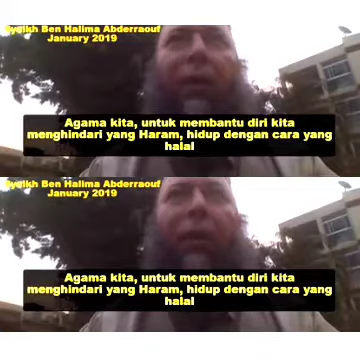 Syeikh Ben Halima Abderraouf
January 2019
Agama kita, untuk membantu diri kita
menghindari yang Haram, hidup dengan cara yang
halal
Syeikh Ben Halima Abderraouf
January 2019
Agama kita, untuk membantu diri kita
menghindari yang Haram, hidup dengan cara yang
halal